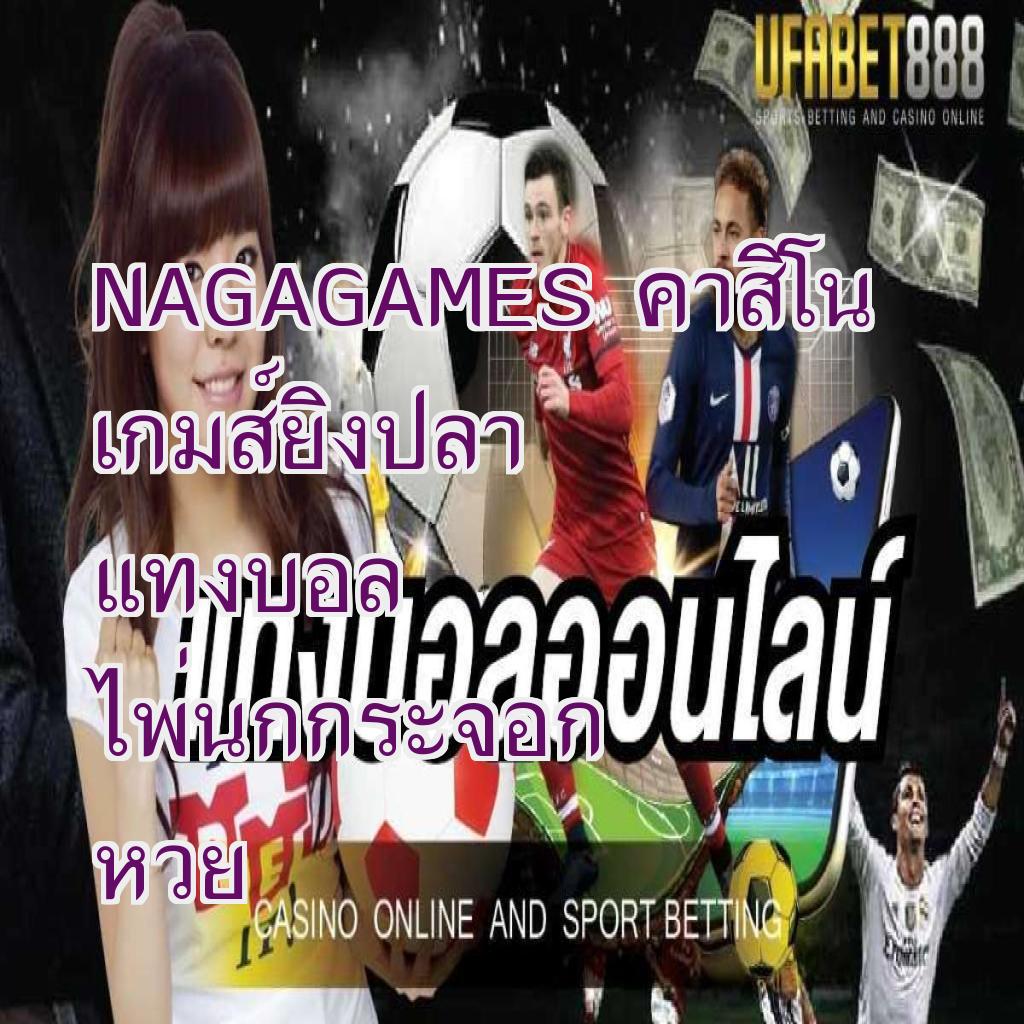 UFABET888
SPORTS BETTING AND CASINO ONLINE
NAGAGAMES คาสิโน
เกมส์ยิงปลา
แทงบอล
แทงบอลออนไลน์
ไพ่นกกระจอก
หวย
CASINO ONLINE AND SPORT BETTING
Emirates